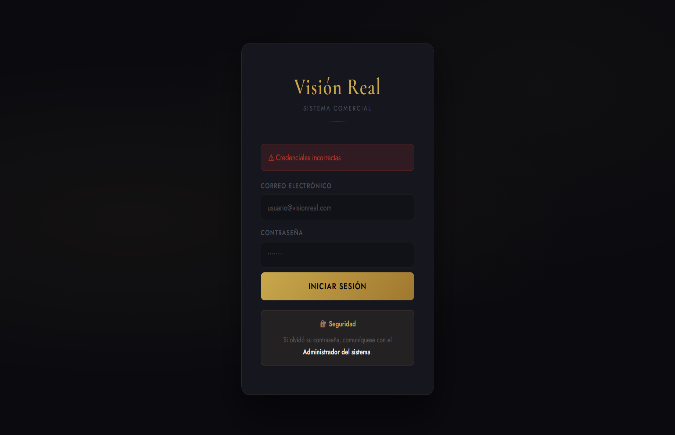 Visión Real
SISTEMA COMERCIAL
⚠ Credenciales incorrectas
CORREO ELECTRÓNICO
usuario@visionreal.com
CONTRASEÑA
INICIAR SESIÓN
Seguridad
Si olvidó su contraseña, comuníquese con el
Administrador del sistema